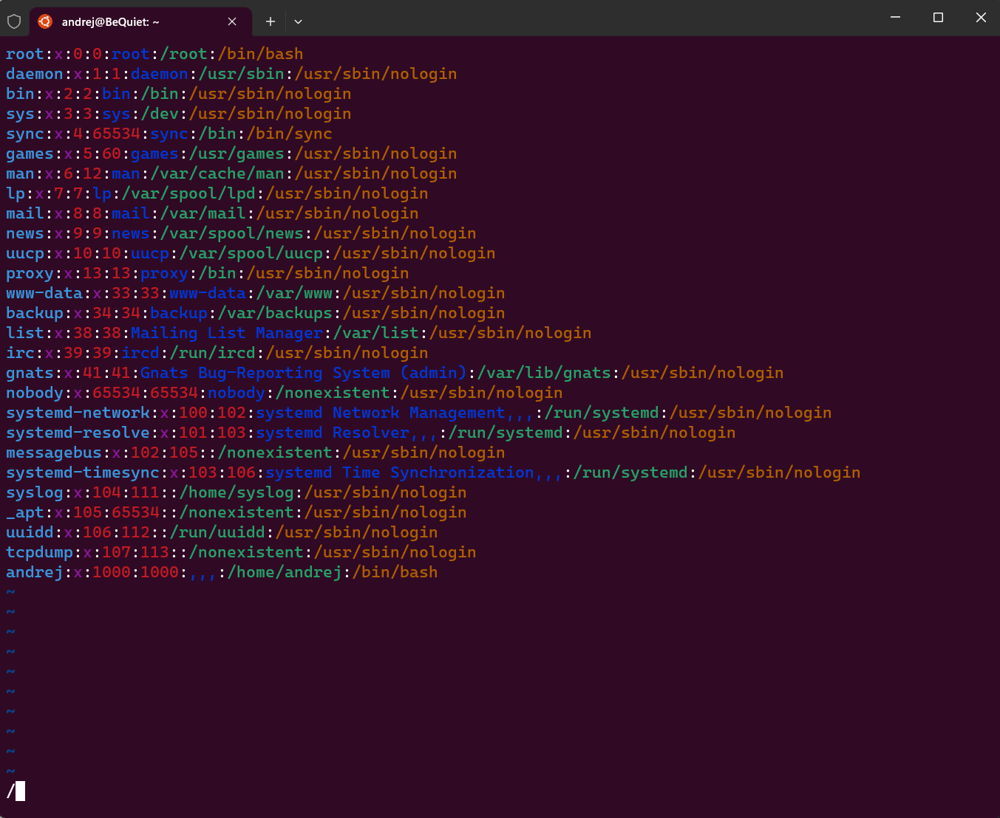 andrej@BeQuiet: ~
root:x:0:0:root:/root:/bin/bash
daemon:x:1:1:daemon:/usr/sbin:/usr/sbin/nologin
bin:x:2:2:bin:/bin:/usr/sbin/nologin
sys:x:3:3:sys:/dev:/usr/sbin/nologin
sync:x:4:65534:sync:/bin:/bin/sync
games:x:5:60:games:/usr/games:/usr/sbin/nologin
man:x:6:12:man:/var/cache/man:/usr/sbin/nologin
lp:x:7:7:lp:/var/spool/lpd:/usr/sbin/nologin
mail:x:8:8:mail:/var/mail:/usr/sbin/nologin
news:x:9:9:news:/var/spool/news:/usr/sbin/nologin
uucp:x:10:10:uucp:/var/spool/uucp:/usr/sbin/nologin
proxy:x:13:13:proxy:/bin:/usr/sbin/nologin
www-data:x:33:33:www-data:/var/www:/usr/sbin/nologin
backup:x:34:34:backup:/var/backups:/usr/sbin/nologin
list:x:38:38:Mailing List Manager:/var/list:/usr/sbin/nologin
irc:x:39:39:ircd:/run/ircd:/usr/sbin/nologin
gnats:x:41:41:Gnats Bug-Reporting System (admin):/var/lib/gnats:/usr/sbin/nologin
nobody:x:65534:65534:nobody:/nonexistent:/usr/sbin/nologin
systemd-network:x:100:102:systemd Network Management,,,:/run/systemd:/usr/sbin/nologin
systemd-resolve:x:101:103:systemd Resolver,,,:/run/systemd:/usr/sbin/nologin
messagebus:x:102:105::/nonexistent:/usr/sbin/nologin
systemd-timesync:x:103:106:systemd Time Synchronization,,,:/run/systemd:/usr/sbin/nologin
syslog:x:104:111::/home/syslog:/usr/sbin/nologin
_apt:x:105:65534::/nonexistent:/usr/sbin/nologin
uuidd:x:106:112::/run/uuidd:/usr/sbin/nologin
tcpdump:x:107:113::/nonexistent:/usr/sbin/nologin
andrej:x:1000:1000:,,,:/home/andrej:/bin/bash
~
~
~
~
~
~
~
~
~
~
/